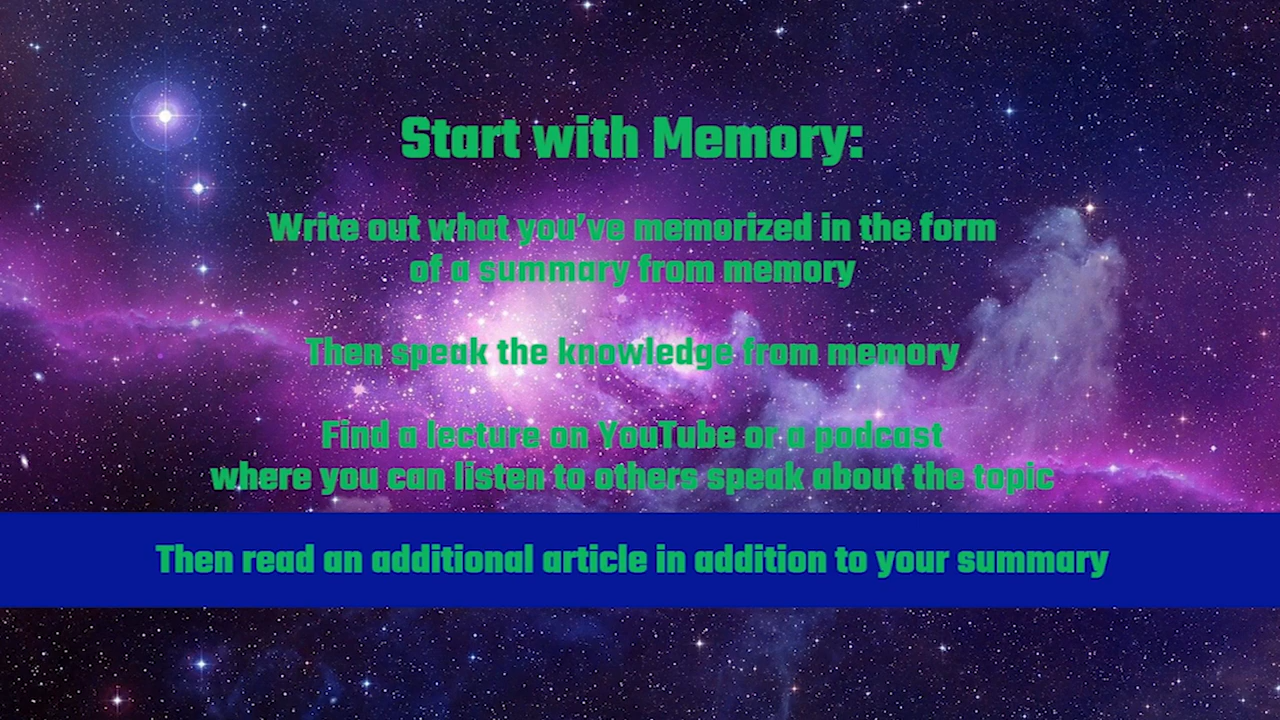 Start with Memory:
Write out what you've memorized in the form
of a summary from memory
Then speak the knowledge from memory
Find a lecture on YouTube or a podcast
where you can listen to others speak about the topic
Then read an additional article in addition to your summary